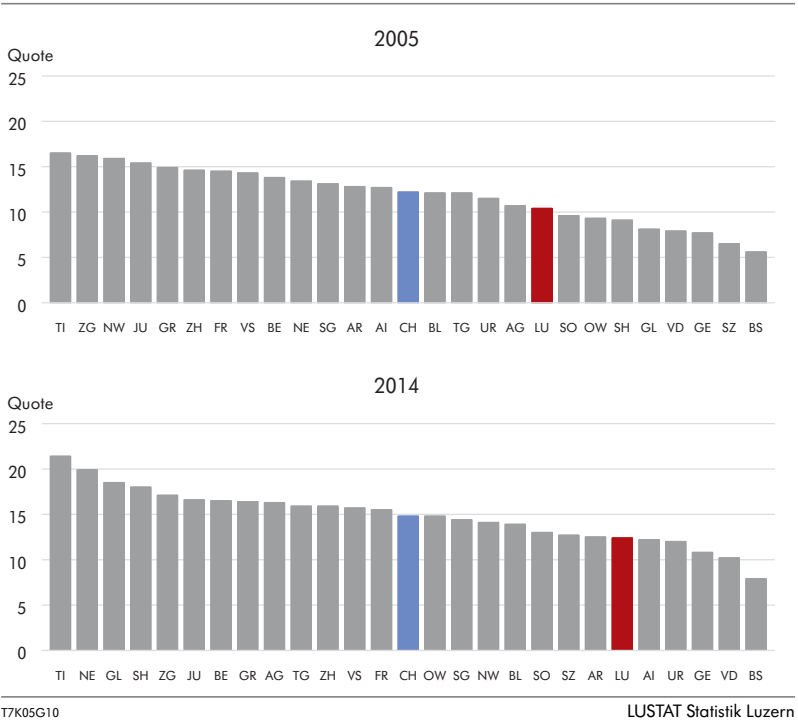 2005
Quote
25
20
15
10
5
0
TI ZG NW JU GR ZH FR VS BE NE SG AR AI CH BL TG UR AG LU SO OW SH GL VD GE SZ BS
2014
Quote
25
20
15
10
5
0
TI NE GL SH ZG JU BE GR AG TG ZH VS FR CH OW SG NW BL SO SZ AR LU AI UR GE VD BS
T7K05G10 LUSTAT Statistik Luzern